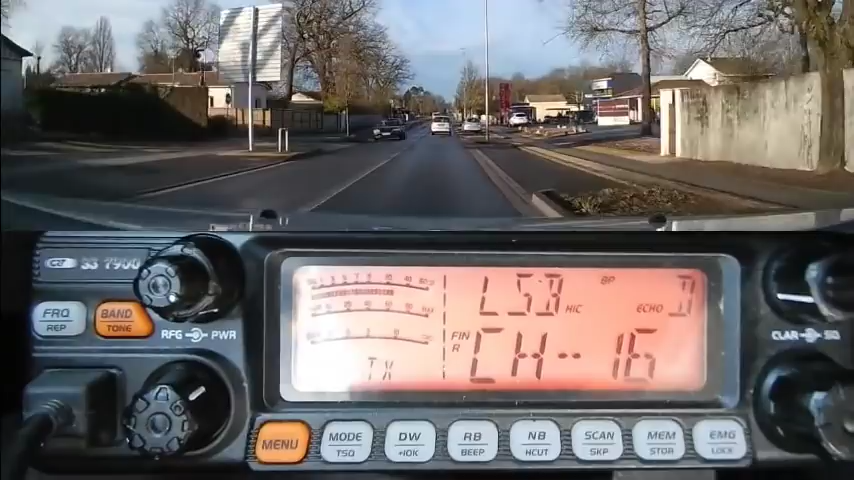 CRT SS 7900
FRQ
REP
BAND
TONE
RFG PWR
LSB BP
HIC ECHO D
FIN
R CH--16
TX
CLAR SQ
MENU
MODE
TSQ
DW
+10K
RB
BEEP
NB
HCUT
SCAN
SKP
MEM
STOR
EMG
LOCK